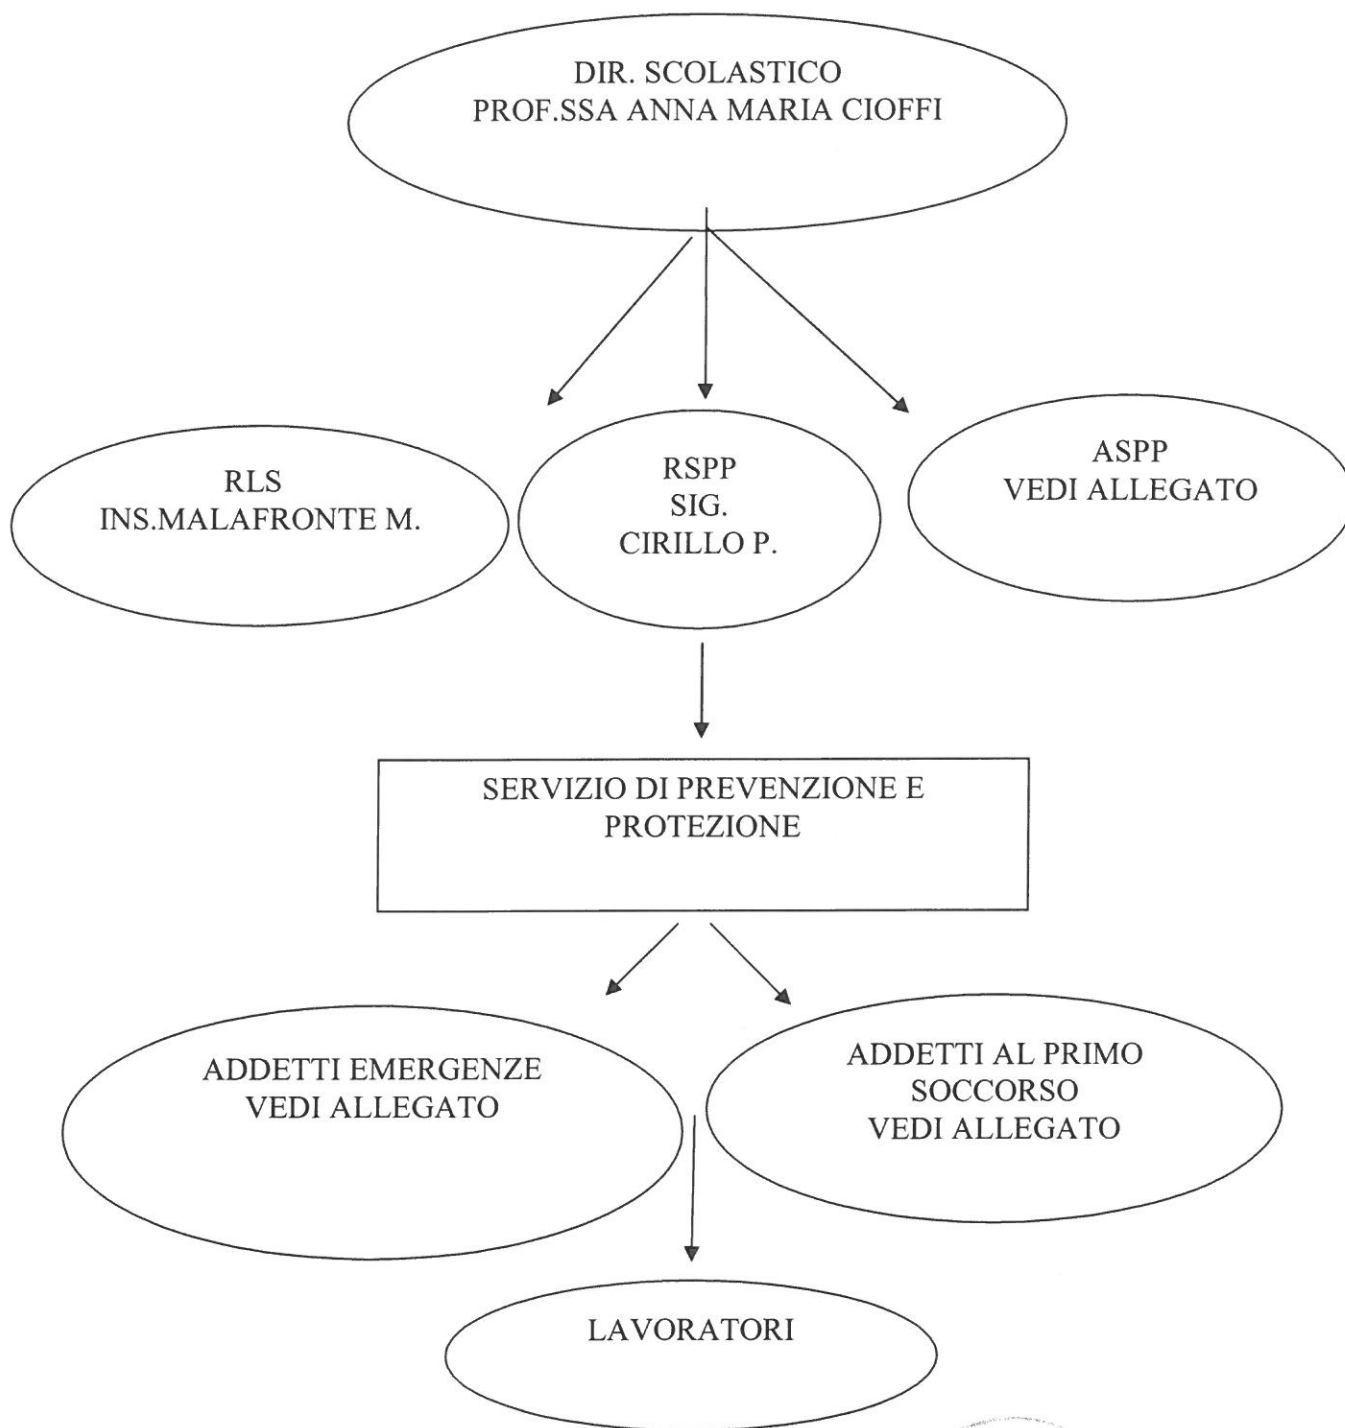 DIR. SCOLASTICO
PROF.SSA ANNA MARIA CIOFFI
RLS
INS.MALAFRONTE M.
RSPP
SIG.
CIRILLO P.
ASPP
VEDI ALLEGATO
SERVIZIO DI PREVENZIONE E
PROTEZIONE
ADDETTI EMERGENZE
VEDI ALLEGATO
ADDETTI AL PRIMO
SOCCORSO
VEDI ALLEGATO
LAVORATORI